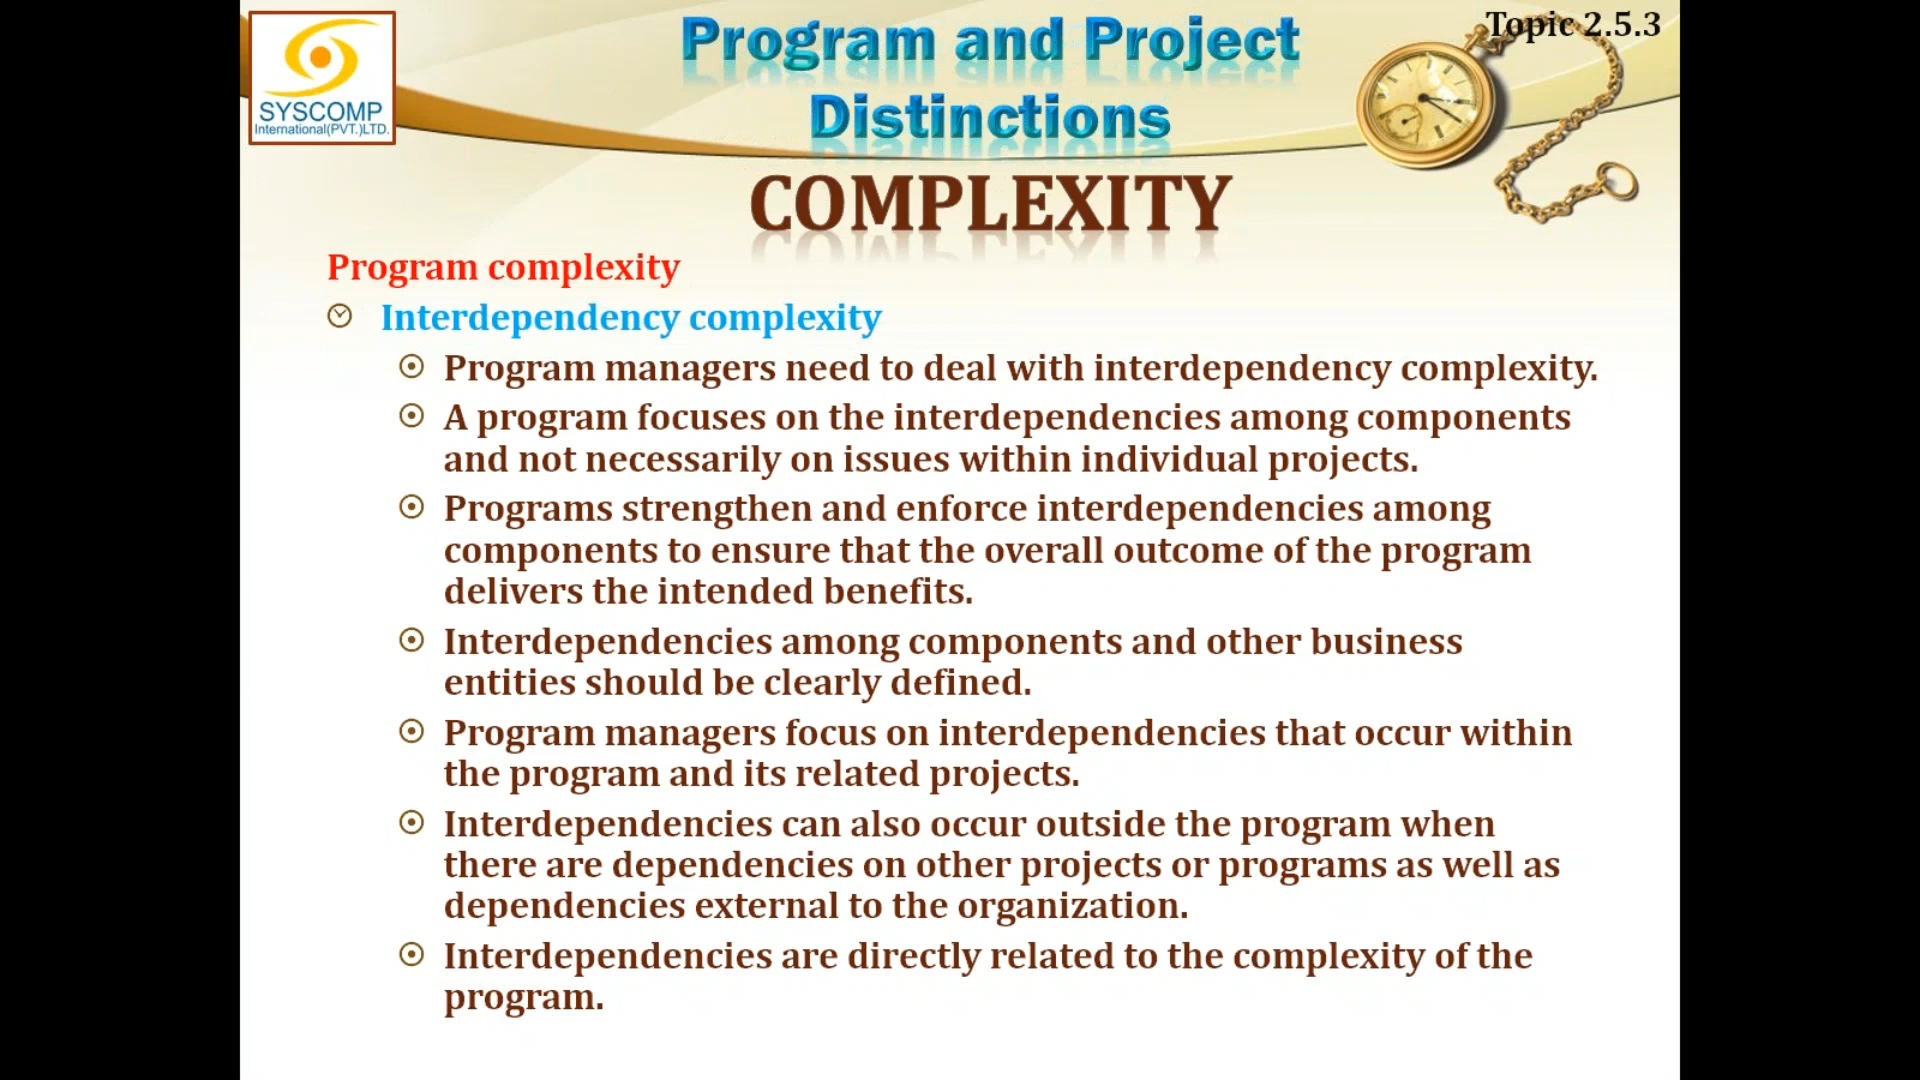 Topic 2.5.3
Program and Project
Distinctions
SYSCOMP
International(PVT.)LTD.
COMPLEXITY
Program complexity
Interdependency complexity
Program managers need to deal with interdependency complexity.
A program focuses on the interdependencies among components
and not necessarily on issues within individual projects.
Programs strengthen and enforce interdependencies among
components to ensure that the overall outcome of the program
delivers the intended benefits.
Interdependencies among components and other business
entities should be clearly defined.
Program managers focus on interdependencies that occur within
the program and its related projects.
Interdependencies can also occur outside the program when
there are dependencies on other projects or programs as well as
dependencies external to the organization.
Interdependencies are directly related to the complexity of the
program.